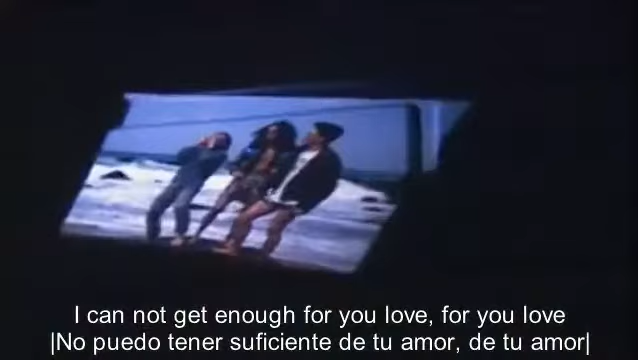 I can not get enough for you love, for you love
|No puedo tener suficiente de tu amor, de tu amor|